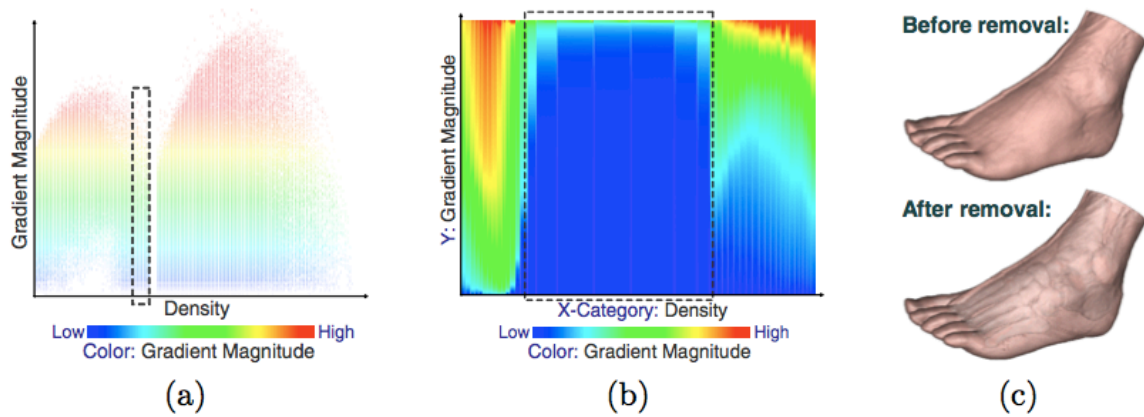 Gradient Magnitude
Density
Low High
Color: Gradient Magnitude
(a)
Y: Gradient Magnitude
X-Category: Density
Low High
Color: Gradient Magnitude
(b)
Before removal:
After removal:
(c)